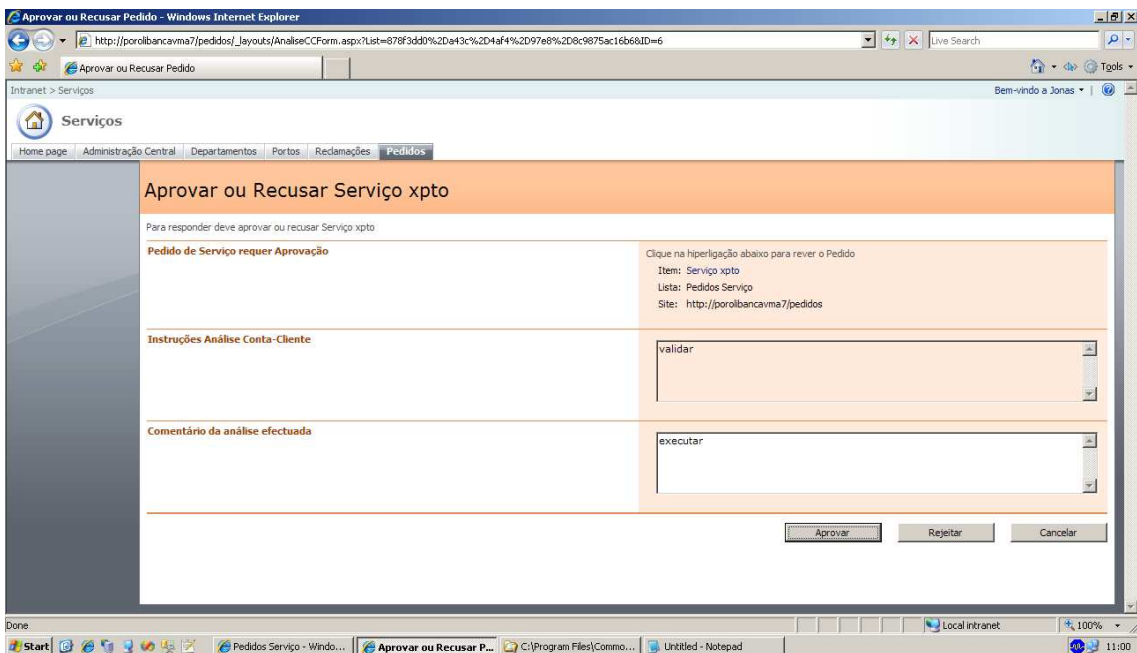 Aprovar ou Recusar Pedido - Windows Internet Explorer
http://porolibancavma7/pedidos/_layouts/AnaliseCCForm.aspx?List=878f3dd0%2Da43c%2D4af4%2D97e8%2D8c9875ac16b6&ID=6
Live Search
Aprovar ou Recusar Pedido
Tools
Intranet > Serviços
Bem-vindo a Jonas
Serviços
Home page Administração Central Departamentos Portos Reclamações Pedidos
Aprovar ou Recusar Serviço xpto
Para responder deve aprovar ou recusar Serviço xpto
Pedido de Serviço requer Aprovação
Clique na hiperligação abaixo para rever o Pedido
Item: Serviço xpto
Lista: Pedidos Serviço
Site: http://porolibancavma7/pedidos
Instruções Análise Conta-Cliente
validar
Comentário da análise efectuada
executar
Aprovar Rejeitar Cancelar
Done
Local intranet
100%
Start
Pedidos Serviço - Windo...
Aprovar ou Recusar P...
C:\Program Files\Commo...
Untitled - Notepad
11:00